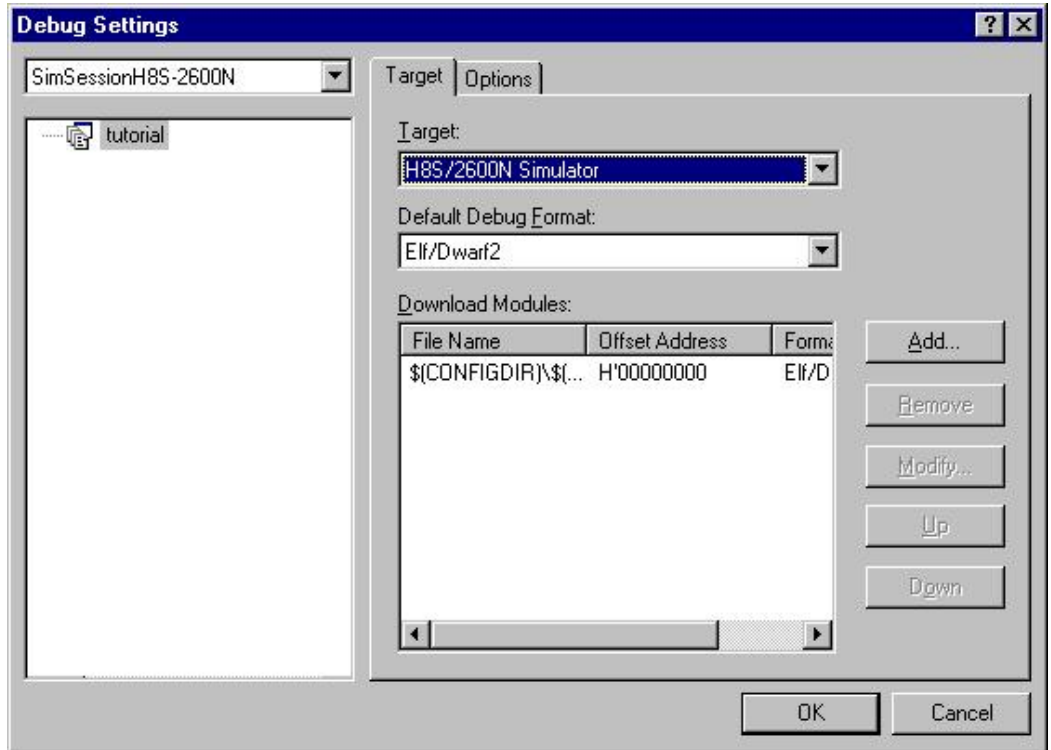 Debug Settings
SimSessionH8S-2600N
tutorial
Target Options
Target:
H8S/2600N Simulator
Default Debug Format:
Elf/Dwarf2
Download Modules:
File Name Offset Address Forma
$(CONFIGDIR)\$(... H'00000000 Elf/D
Add...
Remove
Modify...
Up
Down
OK Cancel